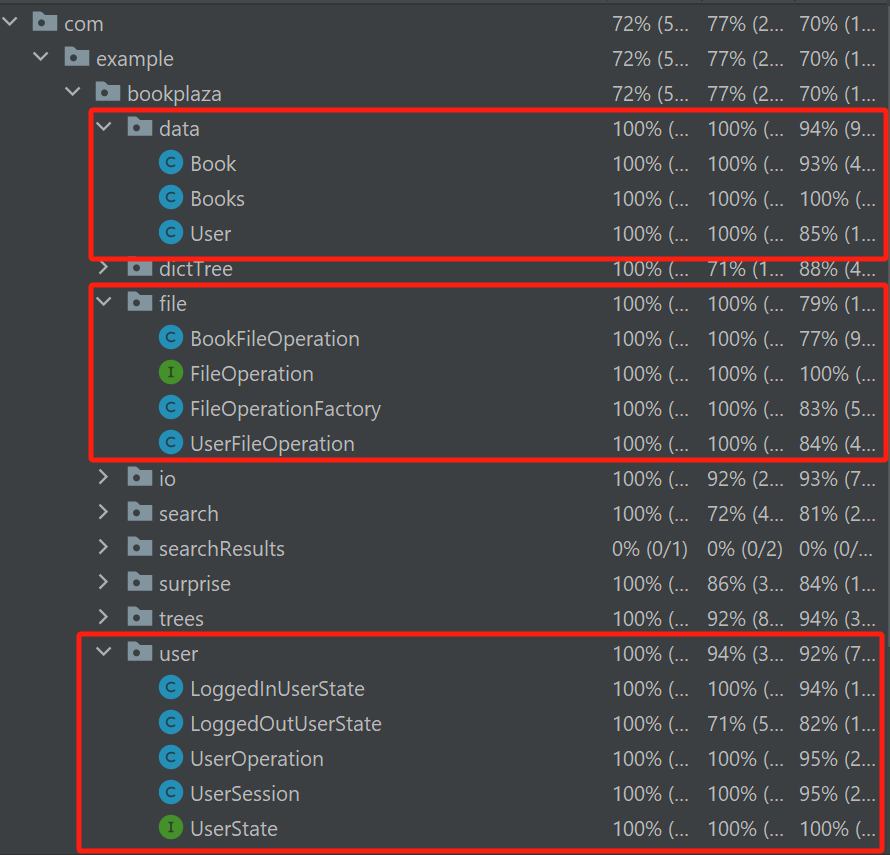 com 72% (5... 77% (2... 70% (1...
example 72% (5... 77% (2... 70% (1...
bookplaza 72% (5... 77% (2... 70% (1...
data 100% (... 100% (... 94% (9...
C Book 100% (... 100% (... 93% (4...
C Books 100% (... 100% (... 100% (...
C User 100% (... 100% (... 85% (1...
dictTree 100% (... 71% (1... 88% (4...
file 100% (... 100% (... 79% (1...
C BookFileOperation 100% (... 100% (... 77% (9...
I FileOperation 100% (... 100% (... 100% (...
C FileOperationFactory 100% (... 100% (... 83% (5...
C UserFileOperation 100% (... 100% (... 84% (4...
io 100% (... 92% (2... 93% (7...
search 100% (... 72% (4... 81% (2...
searchResults 0% (0/1) 0% (0/2) 0% (0/...
surprise 100% (... 86% (3... 84% (1...
trees 100% (... 92% (8... 94% (3...
user 100% (... 94% (3... 92% (7...
C LoggedInUserState 100% (... 100% (... 94% (1...
C LoggedOutUserState 100% (... 71% (5... 82% (1...
C UserOperation 100% (... 100% (... 95% (2...
C UserSession 100% (... 100% (... 95% (2...
I UserState 100% (... 100% (... 100% (...